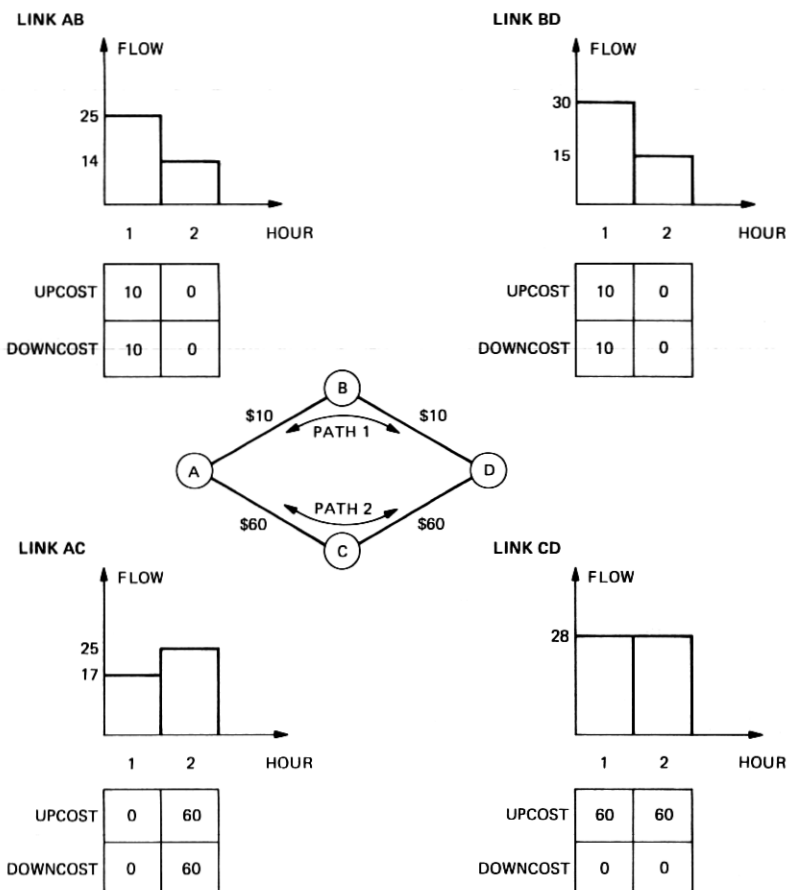 LINK AB
FLOW
25
14
1 2 HOUR
UPCOST 10 0
DOWNCOST 10 0
LINK BD
FLOW
30
15
1 2 HOUR
UPCOST 10 0
DOWNCOST 10 0
B
$10 $10
PATH 1
A D
PATH 2
$60 $60
C
LINK AC
FLOW
25
17
1 2 HOUR
UPCOST 0 60
DOWNCOST 0 60
LINK CD
FLOW
28
1 2 HOUR
UPCOST 60 60
DOWNCOST 0 0